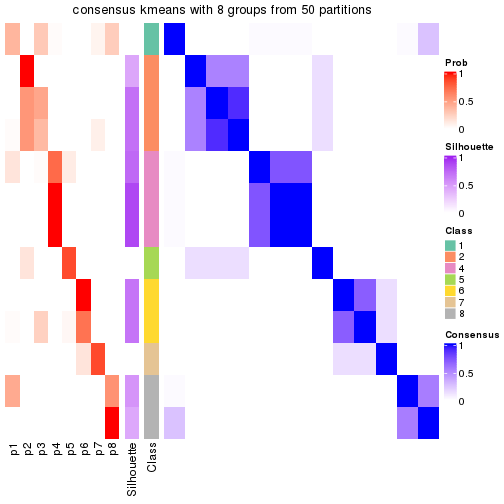 consensus kmeans with 8 groups from 50 partitions
p1
p2
p3
p4
p5
p6
p7
p8
Silhouette
Class
Prob
1
0.5
0
Silhouette
1
0.5
0
Class
1
2
4
5
6
7
8
Consensus
1
0.5
0